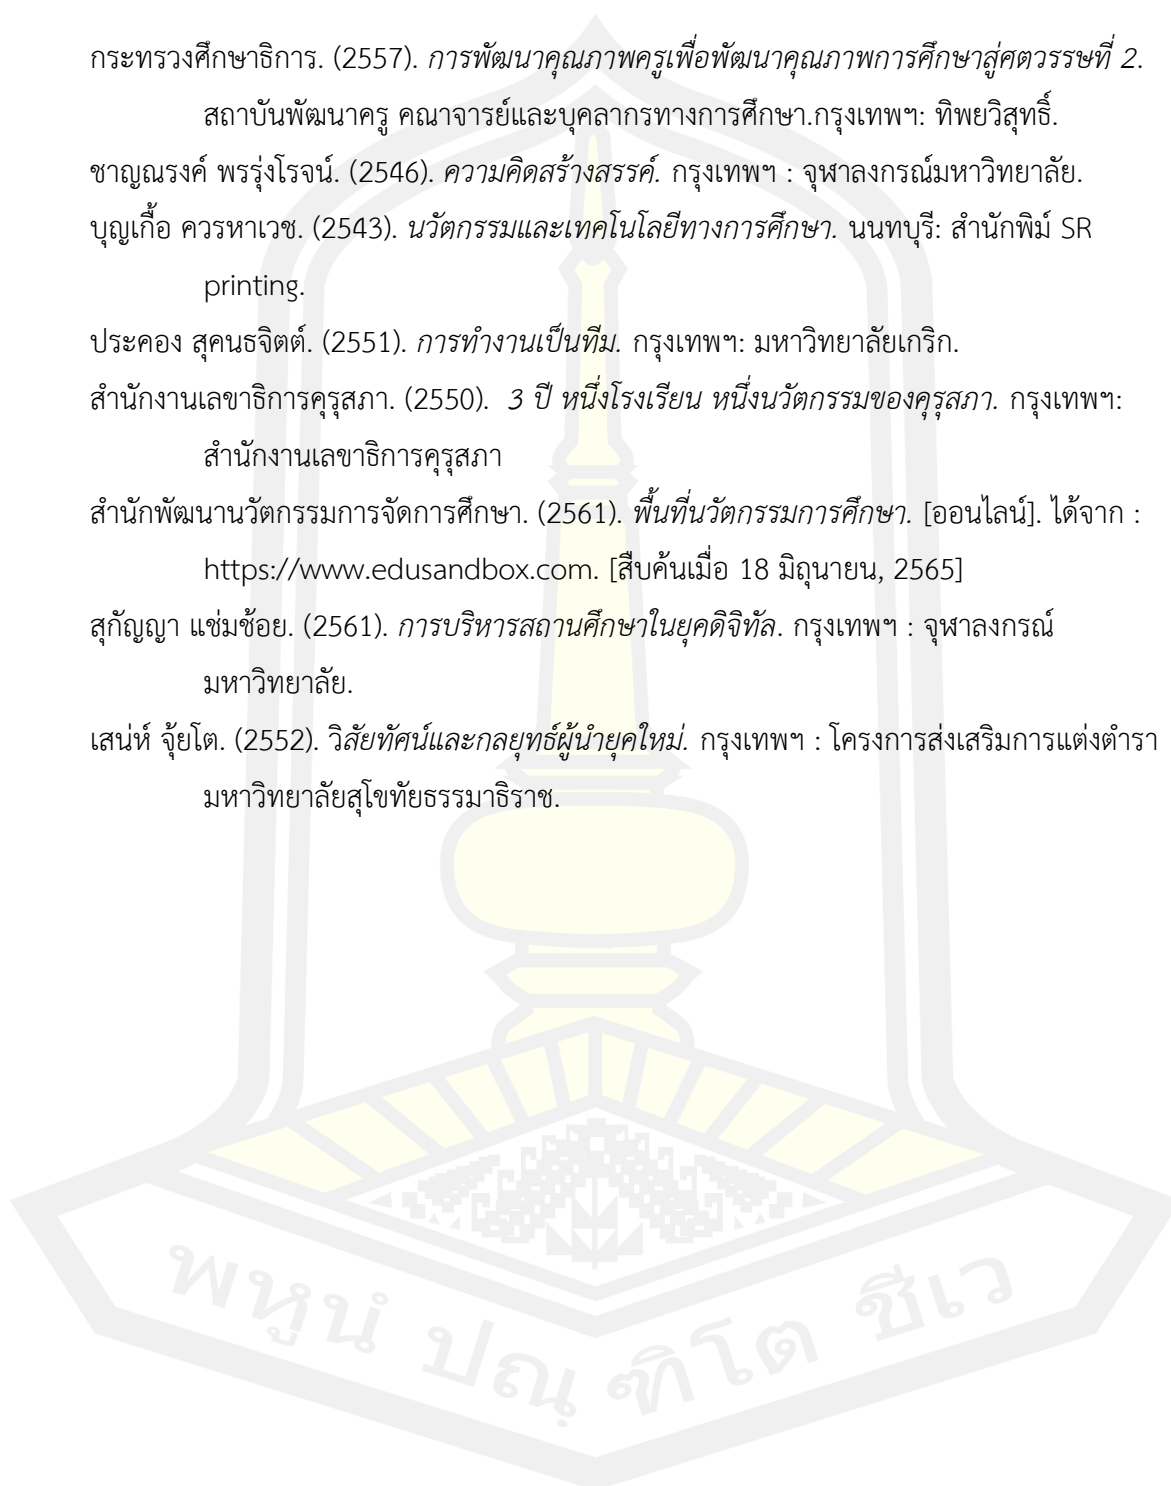 กระทรวงศึกษาธิการ. (2557). การพัฒนาคุณภาพครูเพื่อพัฒนาคุณภาพการศึกษาสู่ศตวรรษที่ 2.
สถาบันพัฒนาครู คณาจารย์และบุคลากรทางการศึกษา.กรุงเทพฯ: ทิพยวิสุทธิ์.
ชาญณรงค์ พรรุ่งโรจน์. (2546). ความคิดสร้างสรรค์. กรุงเทพฯ : จุฬาลงกรณ์มหาวิทยาลัย.
บุญเกื้อ ควรหาเวช. (2543). นวัตกรรมและเทคโนโลยีทางการศึกษา. นนทบุรี: สำนักพิม์ SR
printing.
ประคอง สุคนธจิตต์. (2551). การทำงานเป็นทีม. กรุงเทพฯ: มหาวิทยาลัยเกริก.
สำนักงานเลขาธิการคุรุสภา. (2550). 3 ปี หนึ่งโรงเรียน หนึ่งนวัตกรรมของคุรุสภา. กรุงเทพฯ:
สำนักงานเลขาธิการคุรุสภา
สำนักพัฒนานวัตกรรมการจัดการศึกษา. (2561). พื้นที่นวัตกรรมการศึกษา. [ออนไลน์]. ได้จาก :
https://www.edusandbox.com. [สืบค้นเมื่อ 18 มิถุนายน, 2565]
สุกัญญา แช่มช้อย. (2561). การบริหารสถานศึกษาในยุคดิจิทัล. กรุงเทพฯ : จุฬาลงกรณ์
มหาวิทยาลัย.
เสน่ห์ จุ้ยโต. (2552). วิสัยทัศน์และกลยุทธ์ผู้นำยุคใหม่. กรุงเทพฯ : โครงการส่งเสริมการแต่งตำรา
มหาวิทยาลัยสุโขทัยธรรมาธิราช.
พหูนํ ปณฺฑิโต ชีเว